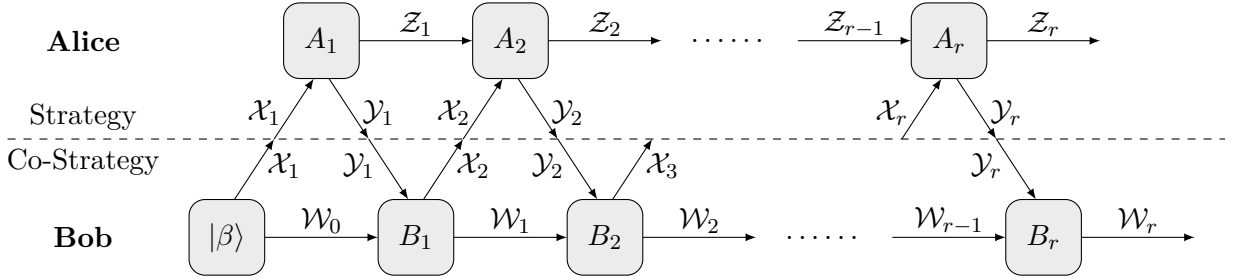 Alice A₁ 𝒵₁ A₂ 𝒵₂ ······ 𝒵ᵣ₋₁ Aᵣ 𝒵ᵣ
Strategy 𝒳₁ 𝒴₁ 𝒳₂ 𝒴₂ 𝒳ᵣ 𝒴ᵣ
Co-Strategy 𝒳₁ 𝒴₁ 𝒳₂ 𝒴₂ 𝒳₃ 𝒴ᵣ
Bob |β⟩ 𝒲₀ B₁ 𝒲₁ B₂ 𝒲₂ ······ 𝒲ᵣ₋₁ Bᵣ 𝒲ᵣ